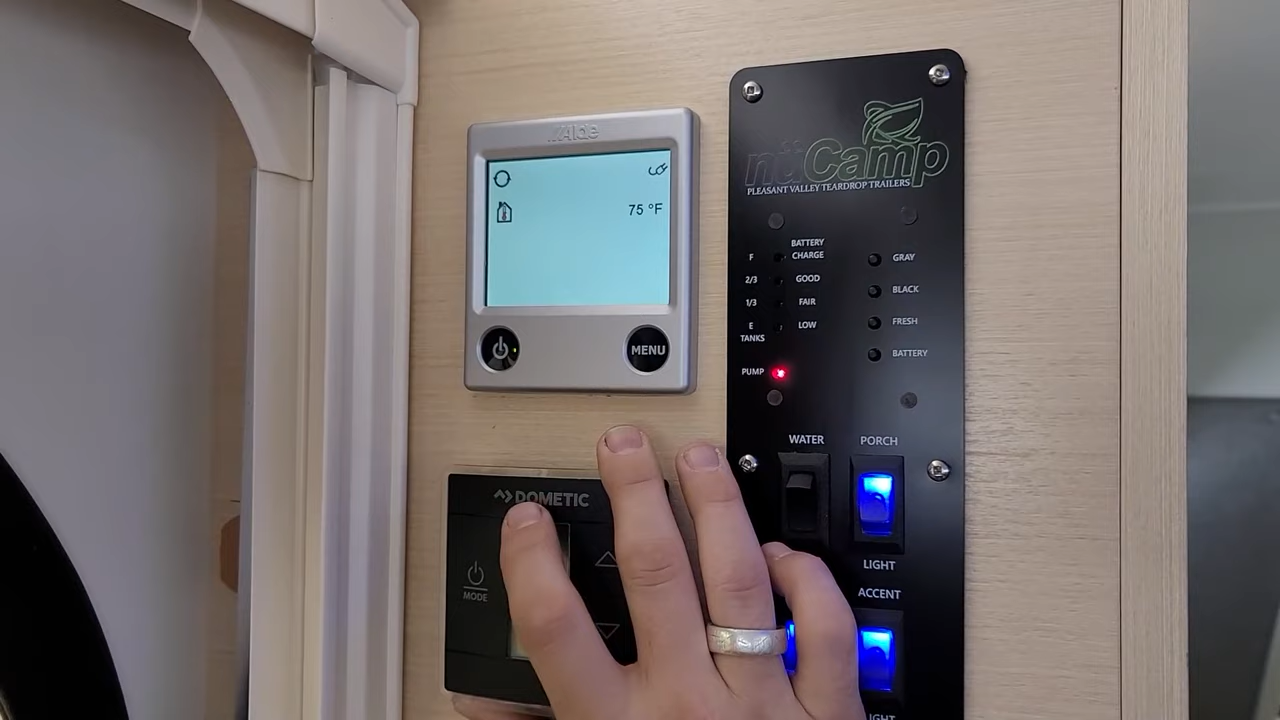 Alde
75 °F
MENU
DOMETIC
MODE
nüCamp
PLEASANT VALLEY TEARDROP TRAILERS
BATTERY
F CHARGE
2/3 GOOD
1/3 FAIR
E LOW
TANKS
GRAY
BLACK
FRESH
BATTERY
PUMP
WATER PORCH
LIGHT
ACCENT